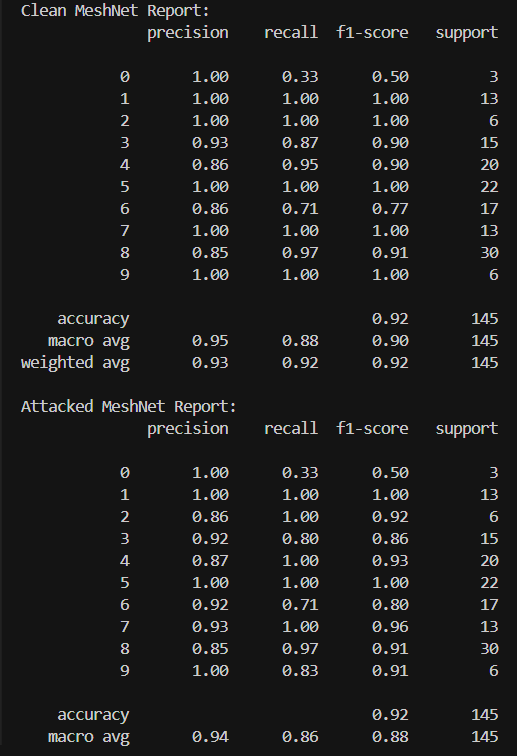 Clean MeshNet Report:
precision recall f1-score support
0 1.00 0.33 0.50 3
1 1.00 1.00 1.00 13
2 1.00 1.00 1.00 6
3 0.93 0.87 0.90 15
4 0.86 0.95 0.90 20
5 1.00 1.00 1.00 22
6 0.86 0.71 0.77 17
7 1.00 1.00 1.00 13
8 0.85 0.97 0.91 30
9 1.00 1.00 1.00 6
accuracy 0.92 145
macro avg 0.95 0.88 0.90 145
weighted avg 0.93 0.92 0.92 145
Attacked MeshNet Report:
precision recall f1-score support
0 1.00 0.33 0.50 3
1 1.00 1.00 1.00 13
2 0.86 1.00 0.92 6
3 0.92 0.80 0.86 15
4 0.87 1.00 0.93 20
5 1.00 1.00 1.00 22
6 0.92 0.71 0.80 17
7 0.93 1.00 0.96 13
8 0.85 0.97 0.91 30
9 1.00 0.83 0.91 6
accuracy 0.92 145
macro avg 0.94 0.86 0.88 145